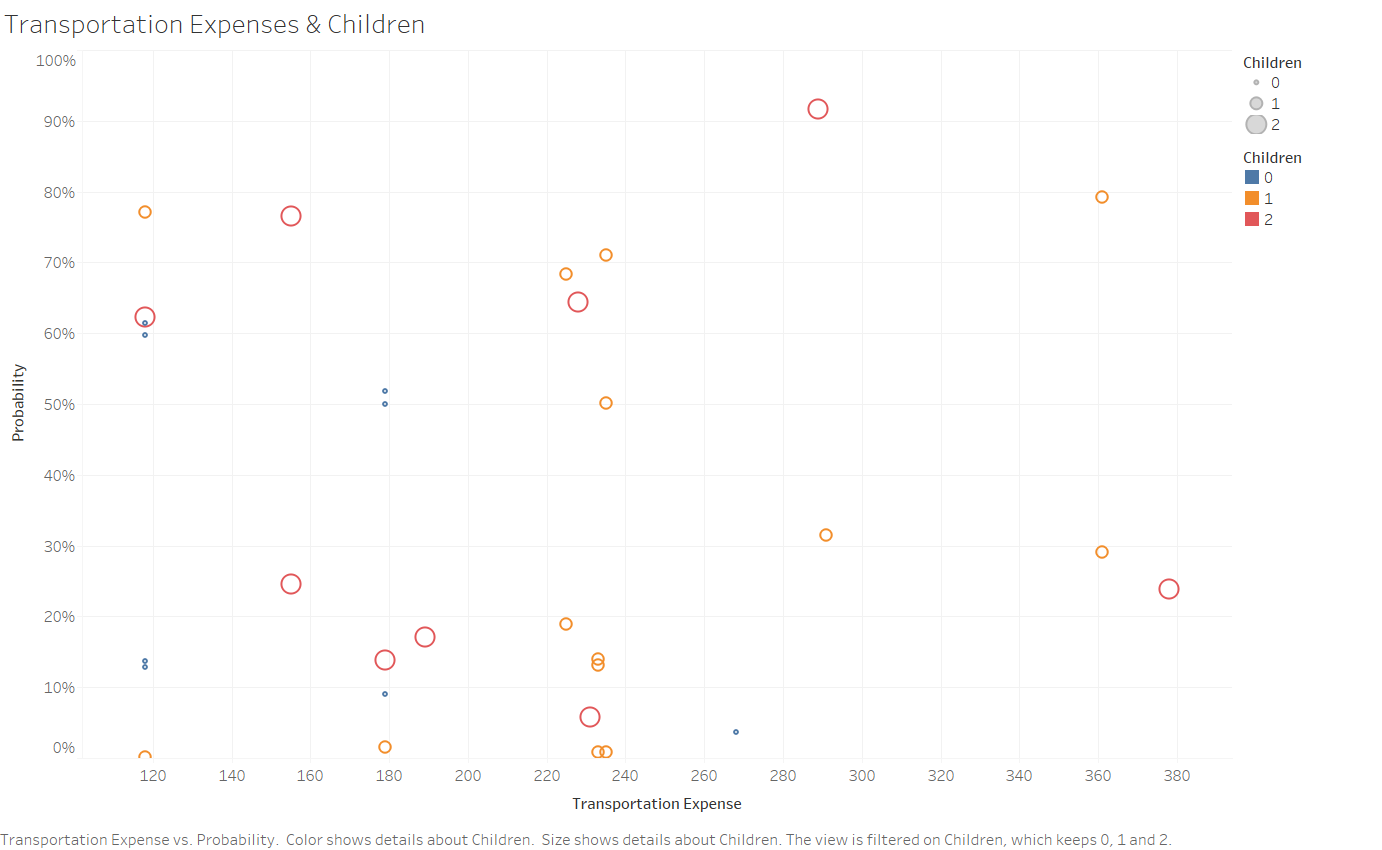 Transportation Expenses & Children
100%
90%
80%
70%
60%
50%
40%
30%
20%
10%
0%
Probability
120 140 160 180 200 220 240 260 280 300 320 340 360 380
Transportation Expense
Children
0
1
2
Children
0
1
2
Transportation Expense vs. Probability. Color shows details about Children. Size shows details about Children. The view is filtered on Children, which keeps 0, 1 and 2.